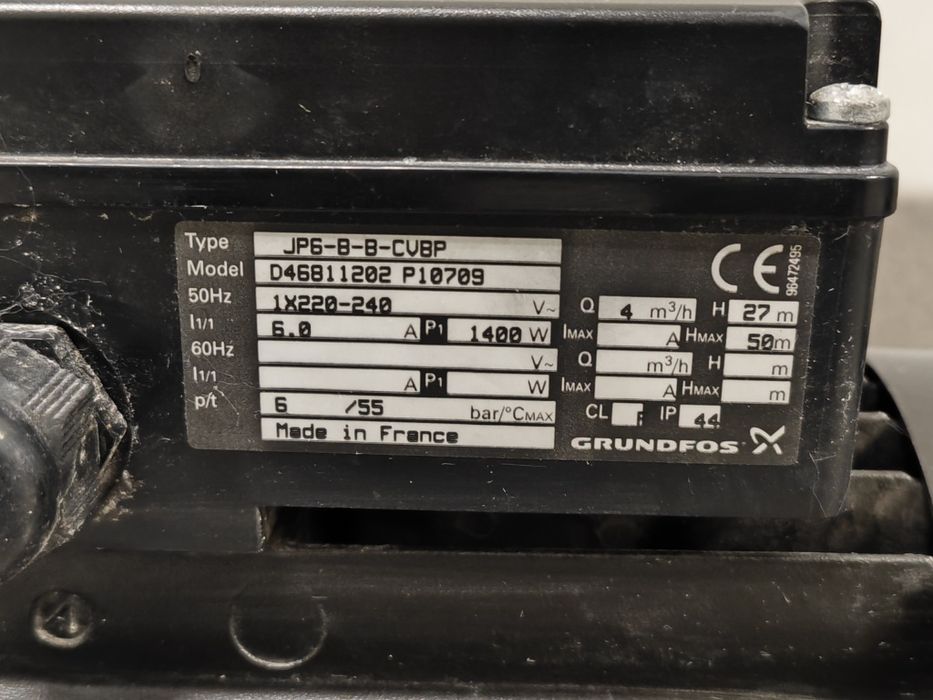 Type JP6-B-B-CVBP
Model D46811202 P10709
50Hz 1X220-240 V~ Q 4 m³/h H 27 m
I1/1 6.0 A P1 1400 W IMAX A HMAX 50m
60Hz V~ Q m³/h H m
I1/1 A P1 W IMAX A HMAX m
p/t 6 /55 bar/°CMAX CL IP 44
Made in France GRUNDFOS
CE 96472495